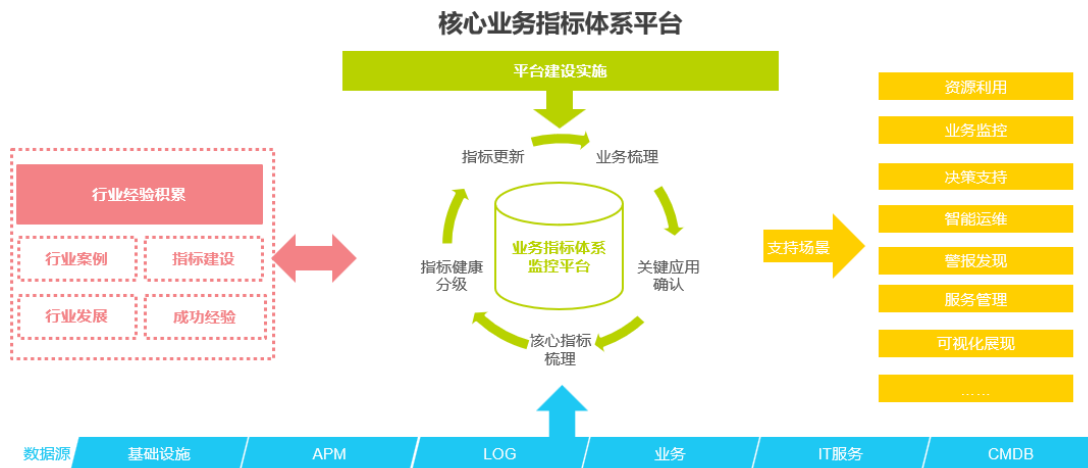 核心业务指标体系平台
平台建设实施
行业经验积累
行业案例
指标建设
行业发展
成功经验
指标更新
业务梳理
业务指标体系
监控平台
指标健康
分级
关键应用
确认
核心指标
梳理
支持场景
资源利用
业务监控
决策支持
智能运维
警报发现
服务管理
可视化展现
……
数据源
基础设施
APM
LOG
业务
IT服务
CMDB